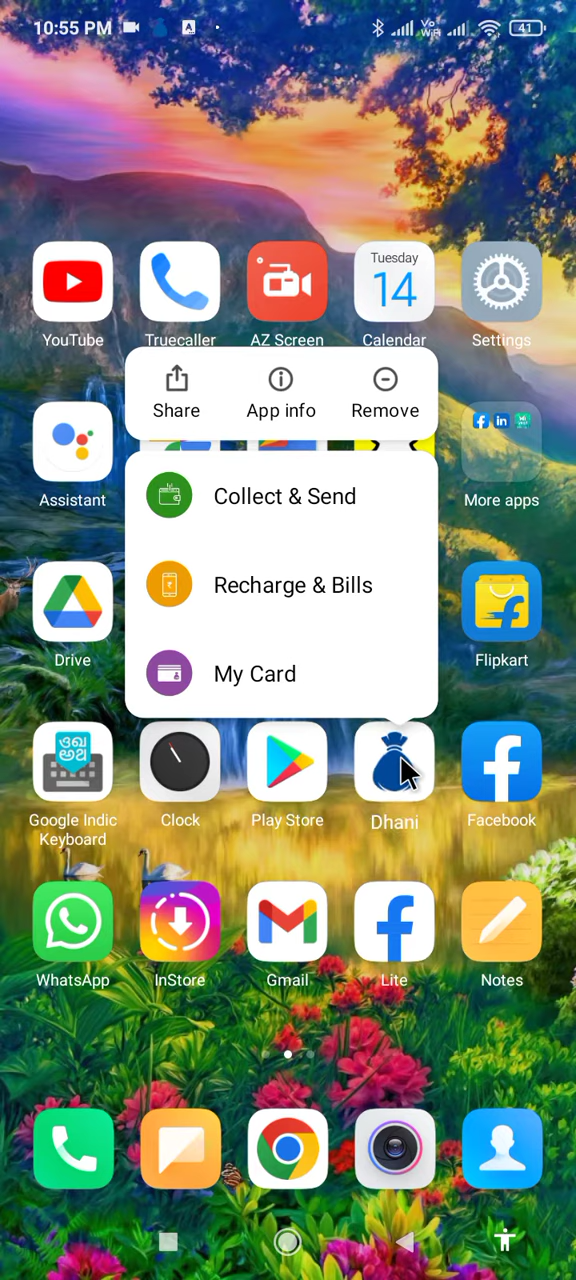 10:55 PM
Vo
WiFi
41
Tuesday
14
YouTube
Truecaller
AZ Screen
Calendar
Settings
Share
App info
Remove
Assistant
More apps
Collect & Send
Recharge & Bills
My Card
Drive
Flipkart
Google Indic
Keyboard
Clock
Play Store
Dhani
Facebook
WhatsApp
InStore
Gmail
Lite
Notes